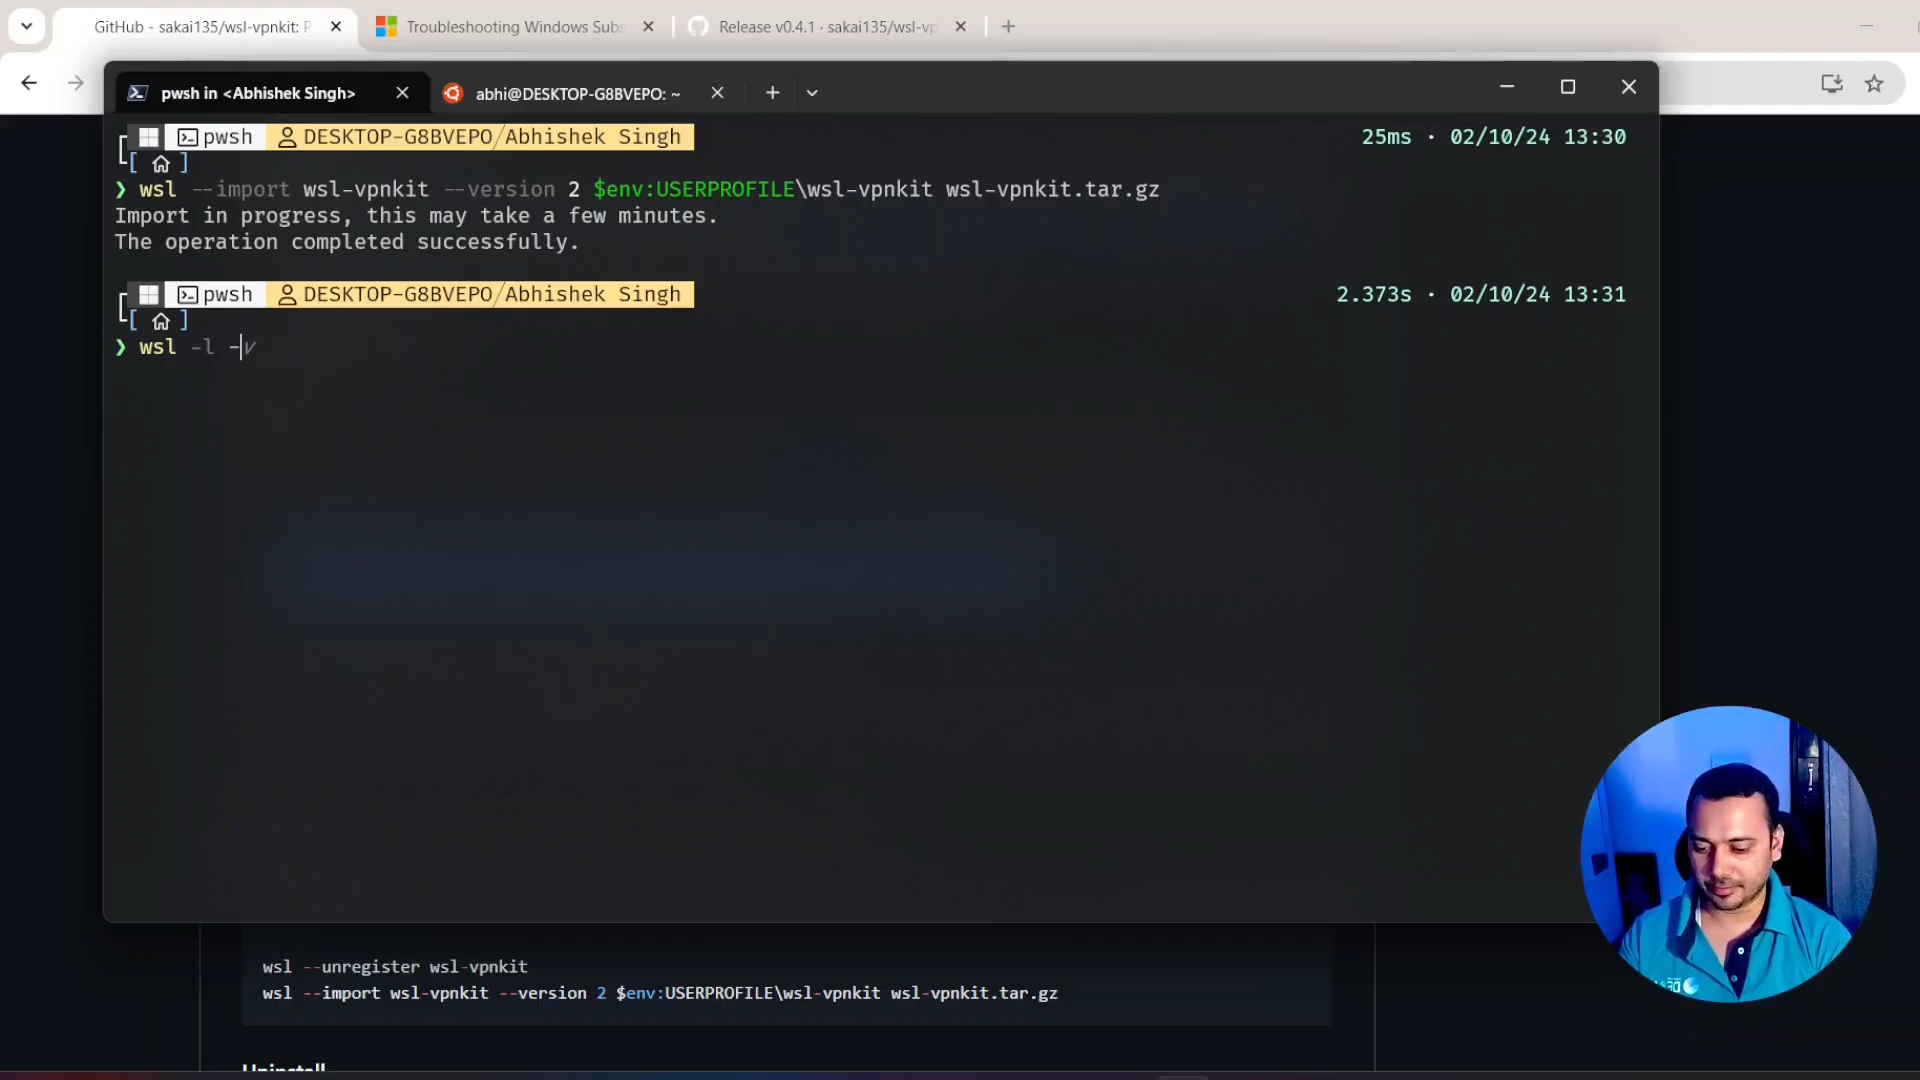 GitHub - sakai135/wsl-vpnkit: P
Troubleshooting Windows Subs
Release v0.4.1 · sakai135/wsl-vp
pwsh in <Abhishek Singh>
abhi@DESKTOP-G8BVEPO: ~
pwsh DESKTOP-G8BVEPO/Abhishek Singh 25ms · 02/10/24 13:30
❯ wsl --import wsl-vpnkit --version 2 $env:USERPROFILE\wsl-vpnkit wsl-vpnkit.tar.gz
Import in progress, this may take a few minutes.
The operation completed successfully.
pwsh DESKTOP-G8BVEPO/Abhishek Singh 2.373s · 02/10/24 13:31
❯ wsl -l -v
wsl --unregister wsl-vpnkit
wsl --import wsl-vpnkit --version 2 $env:USERPROFILE\wsl-vpnkit wsl-vpnkit.tar.gz
Uninstall